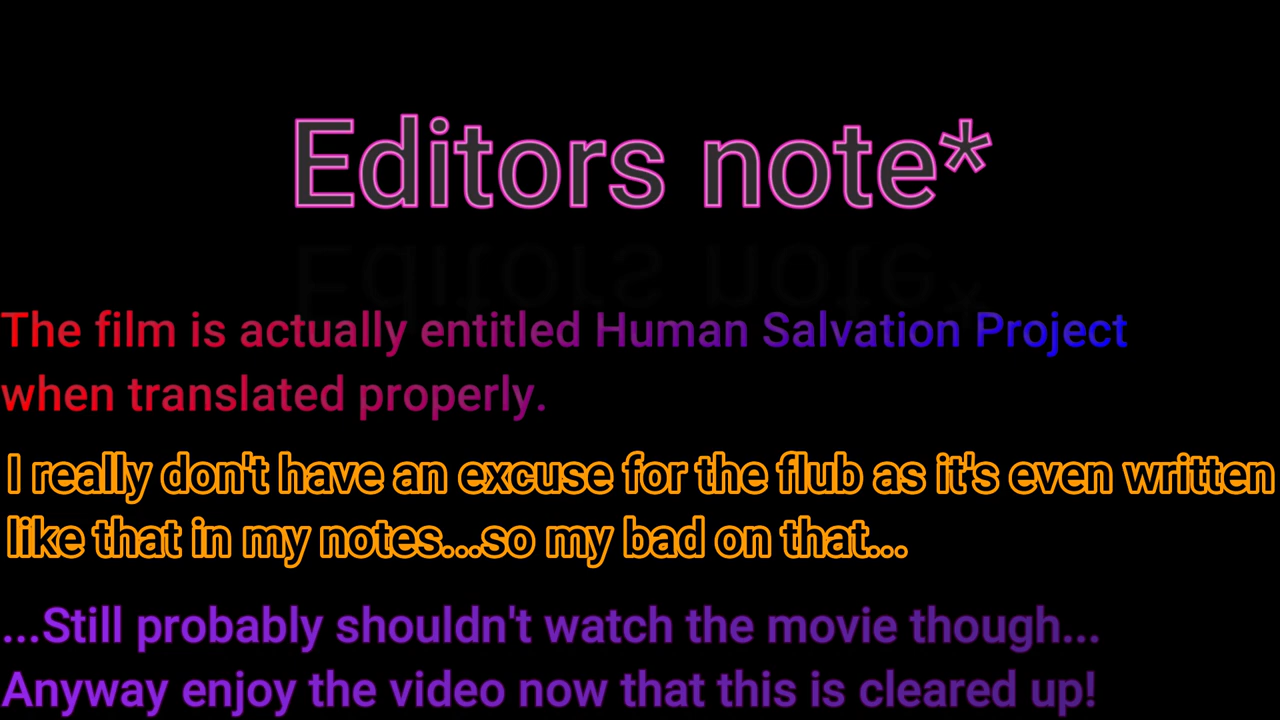 Editors note*
The film is actually entitled Human Salvation Project
when translated properly.
I really don't have an excuse for the flub as it's even written
like that in my notes...so my bad on that...
...Still probably shouldn't watch the movie though...
Anyway enjoy the video now that this is cleared up!